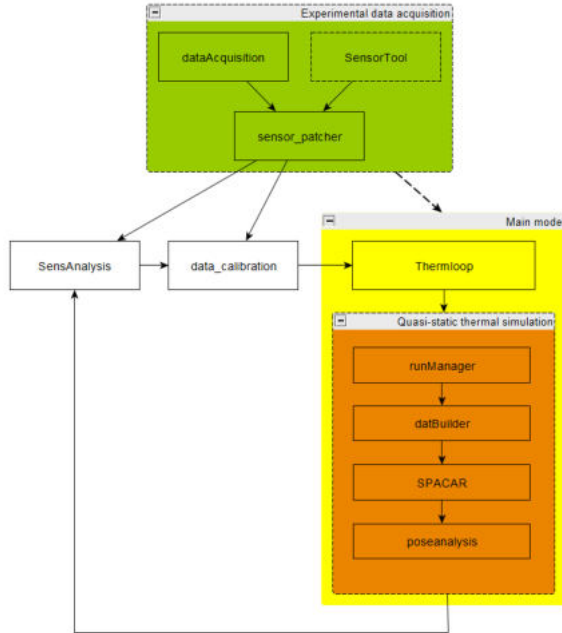 Experimental data acquisition
dataAcquisition
SensorTool
sensor_patcher
Main mode
SensAnalysis
data_calibration
Thermloop
Quasi-static thermal simulation
runManager
datBuilder
SPACAR
poseanalysis